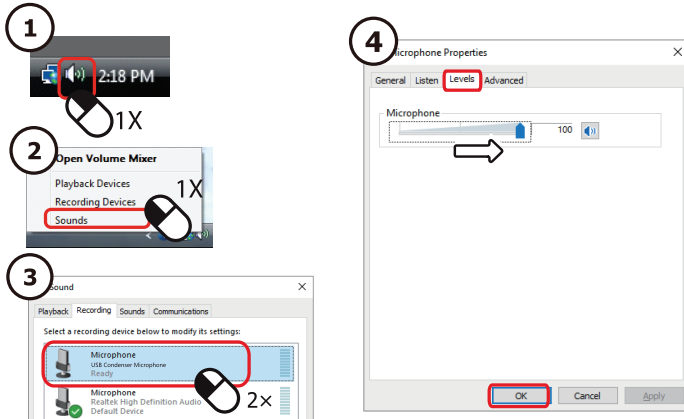 1
2:18 PM
1X
2
Open Volume Mixer
Playback Devices
Recording Devices
Sounds
1X
3
Sound
Playback Recording Sounds Communications
Select a recording device below to modify its settings:
Microphone
USB Condenser Microphone
Ready
Microphone
Realtek High Definition Audio
Default Device
2×
4
Microphone Properties
General Listen Levels Advanced
Microphone
100
OK Cancel Apply